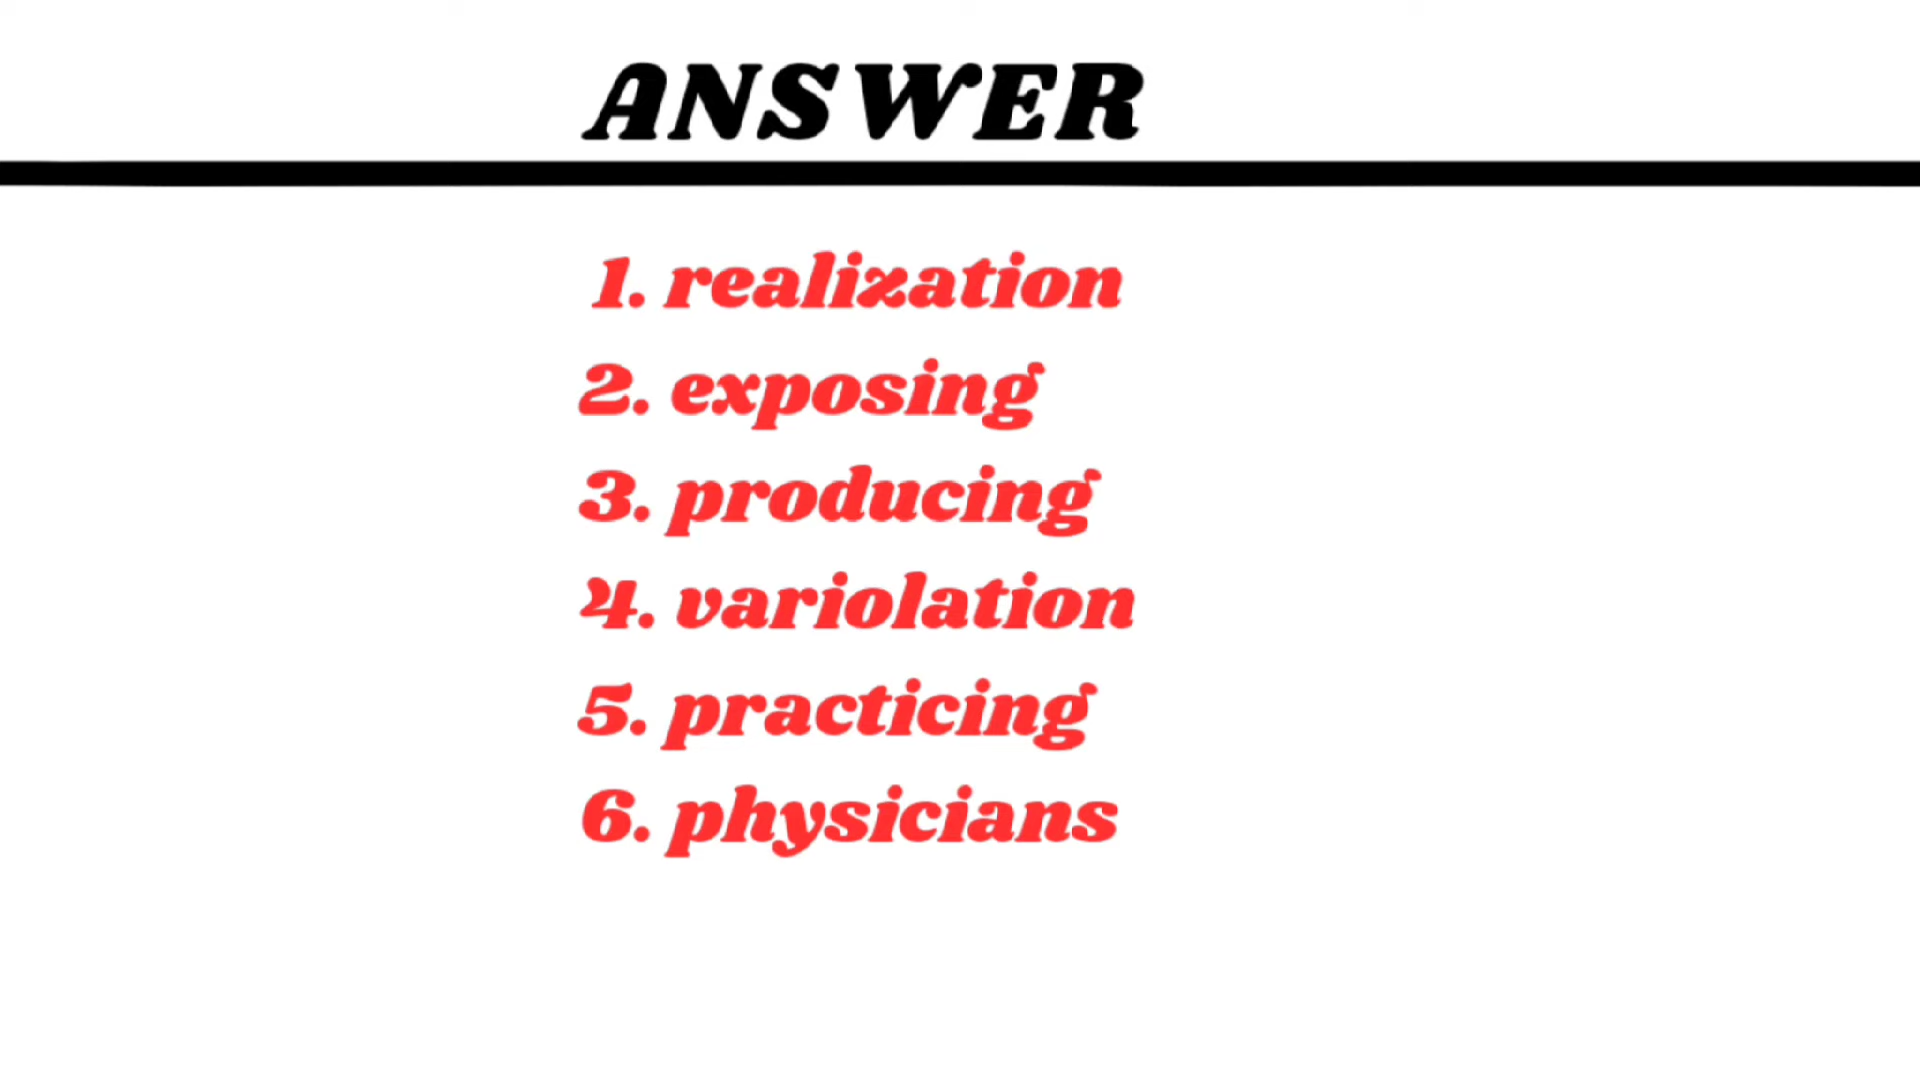 ANSWER
1. realization
2. exposing
3. producing
4. variolation
5. practicing
6. physicians